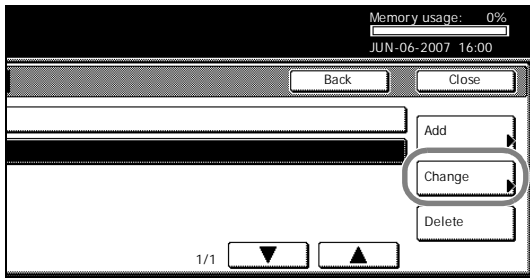 Memory usage: 0%
JUN-06-2007 16:00
Back Close
Add
Change
Delete
1/1